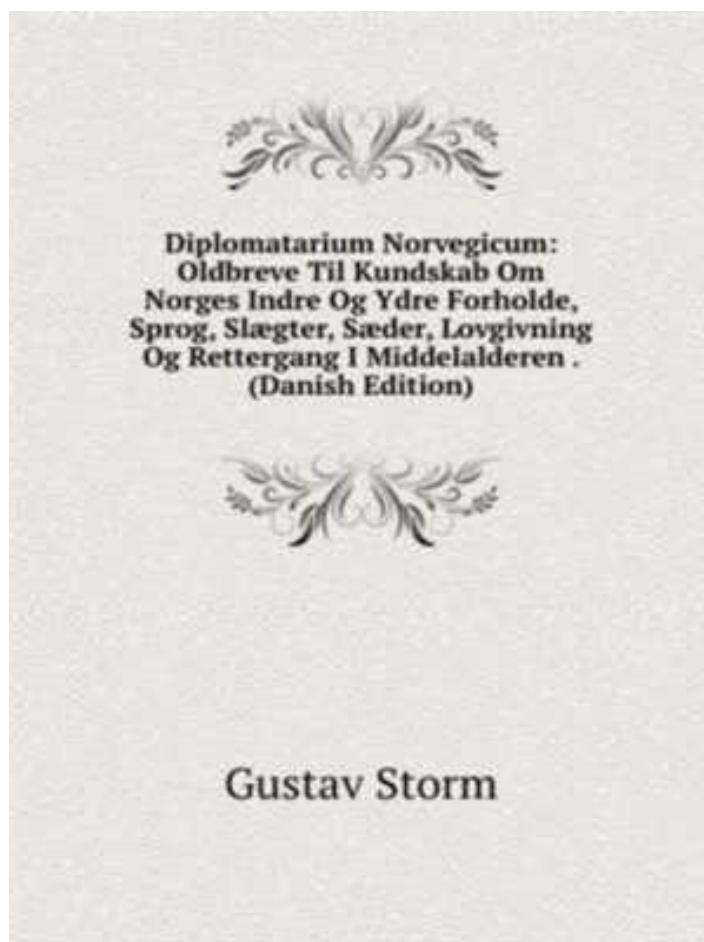 Diplomatarium Norvegicum:
Oldbreve Til Kundskab Om
Norges Indre Og Ydre Forholde,
Sprog, Slægter, Sæder, Lovgivning
Og Rettergang I Middelalderen .
(Danish Edition)
Gustav Storm